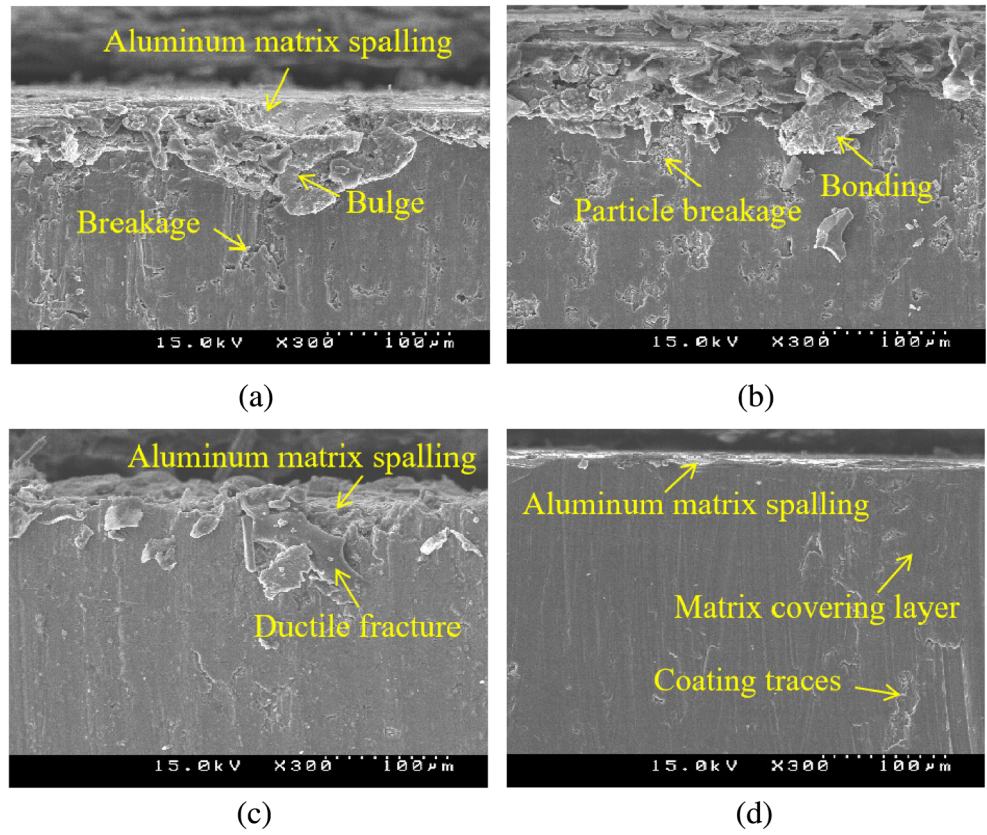 Aluminum matrix spalling
Bulge
Breakage
15.0kV X300 100μm
(a)
Bonding
Particle breakage
15.0kV X300 100μm
(b)
Aluminum matrix spalling
Ductile fracture
15.0kV X300 100μm
(c)
Aluminum matrix spalling
Matrix covering layer
Coating traces
15.0kV X300 100μm
(d)